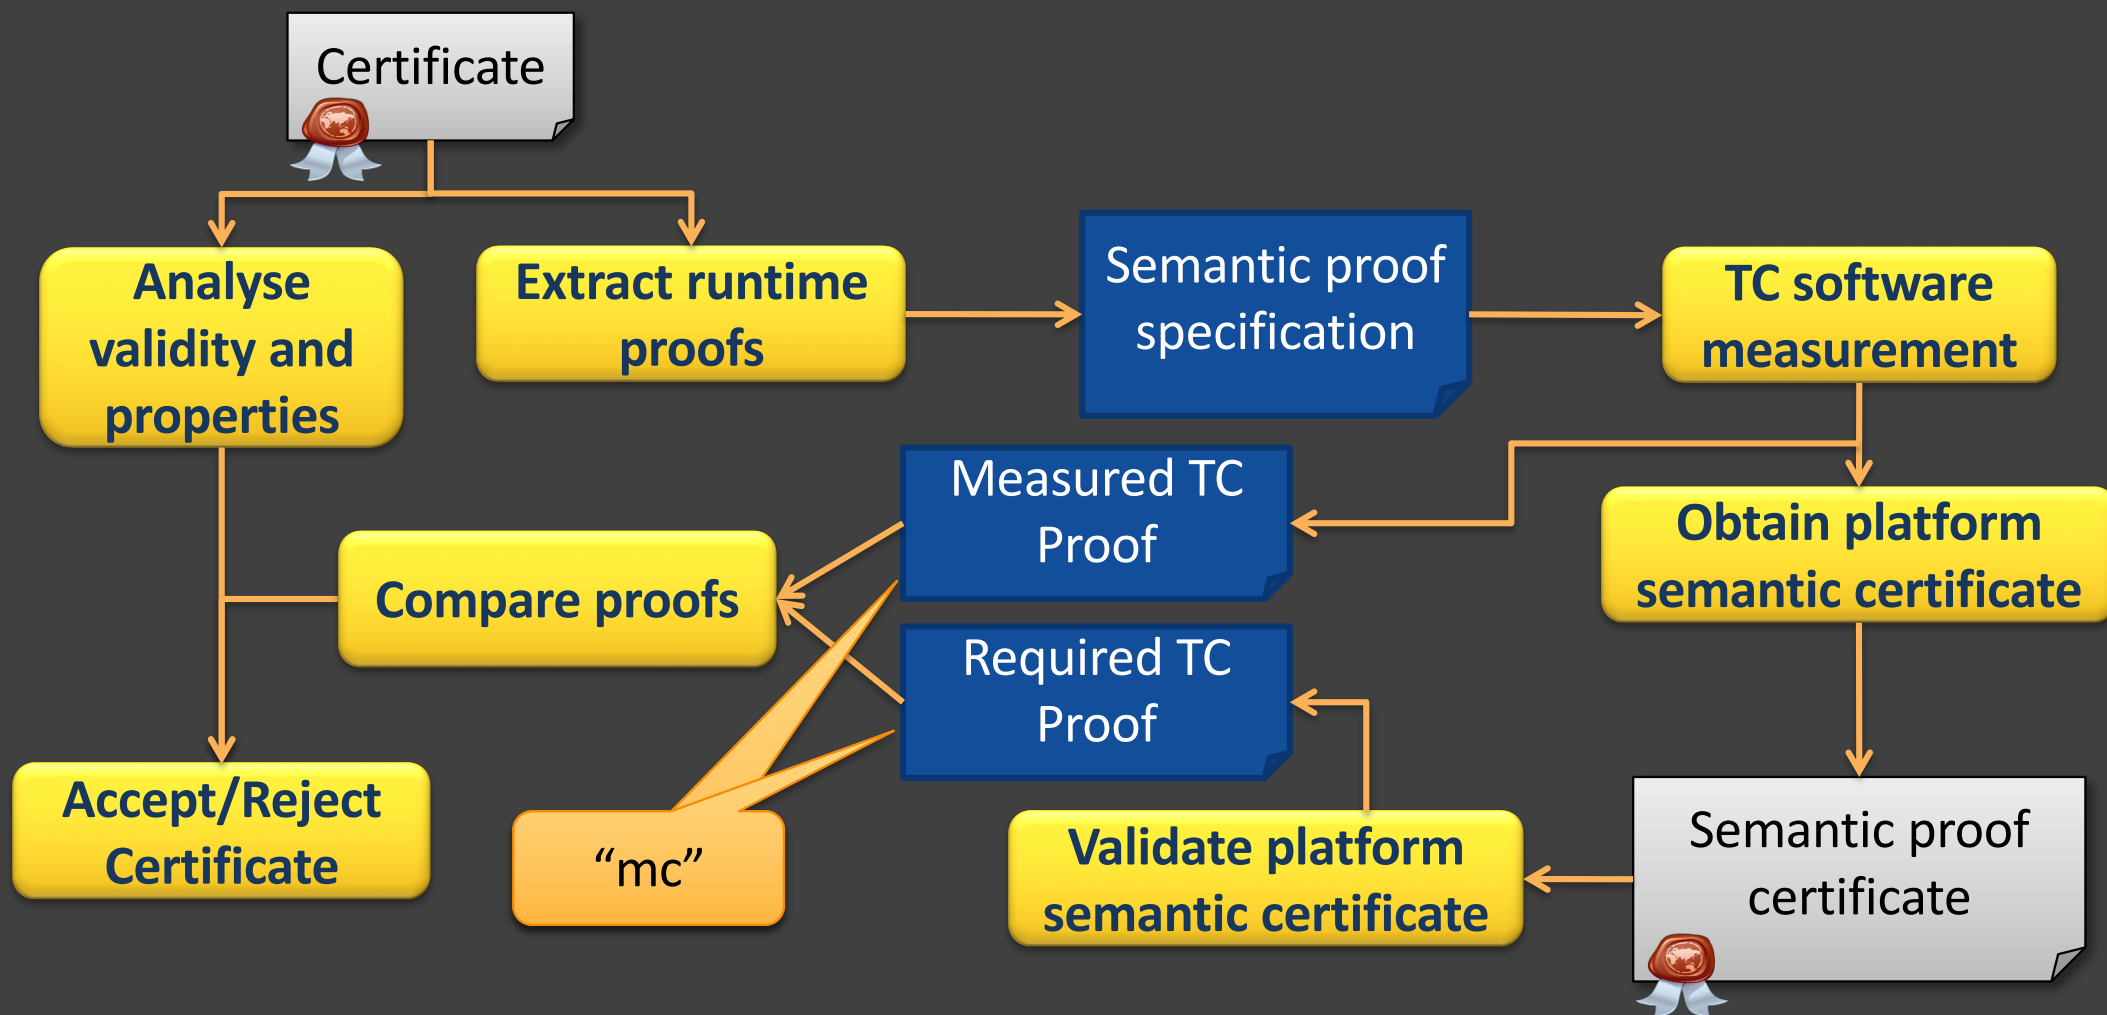 Certificate
Analyse
validity and
properties
Extract runtime
proofs
Semantic proof
specification
TC software
measurement
Measured TC
Proof
Obtain platform
semantic certificate
Compare proofs
Required TC
Proof
Accept/Reject
Certificate
“mc”
Validate platform
semantic certificate
Semantic proof
certificate